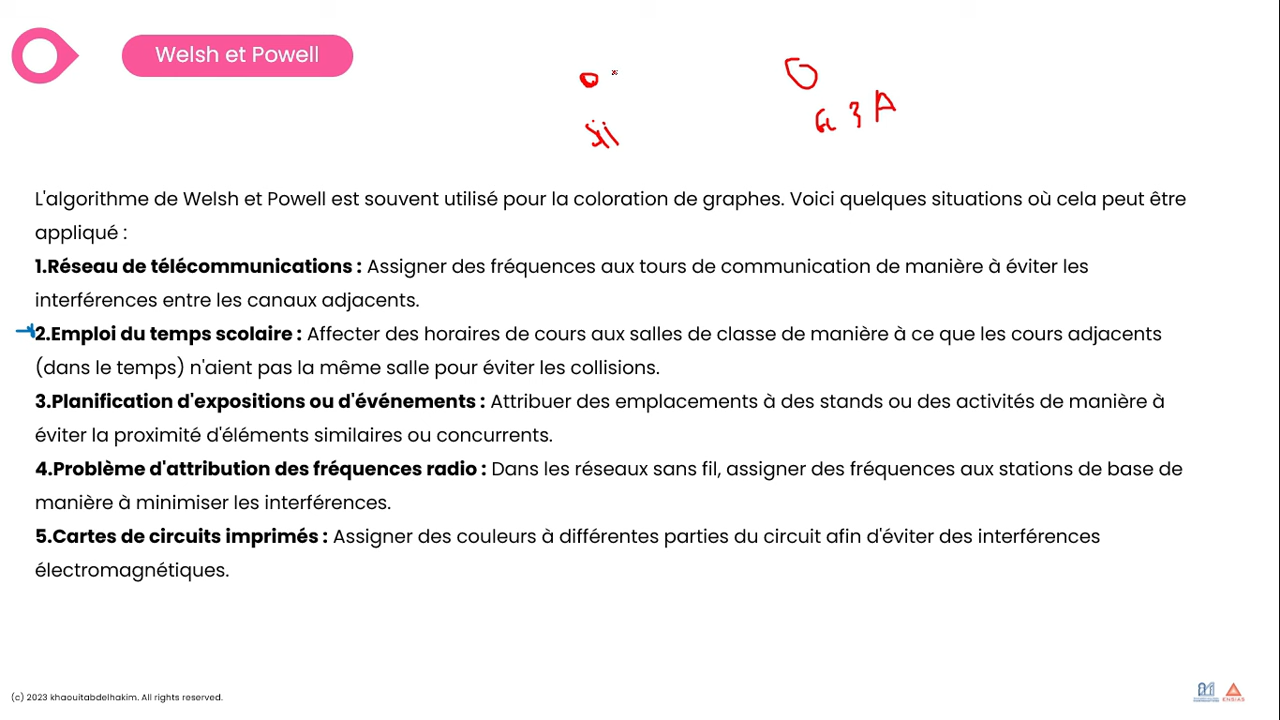 Welsh et Powell
L'algorithme de Welsh et Powell est souvent utilisé pour la coloration de graphes. Voici quelques situations où cela peut être
appliqué :
1.Réseau de télécommunications : Assigner des fréquences aux tours de communication de manière à éviter les
interférences entre les canaux adjacents.
2.Emploi du temps scolaire : Affecter des horaires de cours aux salles de classe de manière à ce que les cours adjacents
(dans le temps) n'aient pas la même salle pour éviter les collisions.
3.Planification d'expositions ou d'événements : Attribuer des emplacements à des stands ou des activités de manière à
éviter la proximité d'éléments similaires ou concurrents.
4.Problème d'attribution des fréquences radio : Dans les réseaux sans fil, assigner des fréquences aux stations de base de
manière à minimiser les interférences.
5.Cartes de circuits imprimés : Assigner des couleurs à différentes parties du circuit afin d'éviter des interférences
électromagnétiques.
(c) 2023 khaouitabdelhakim. All rights reserved.
ENSIAS